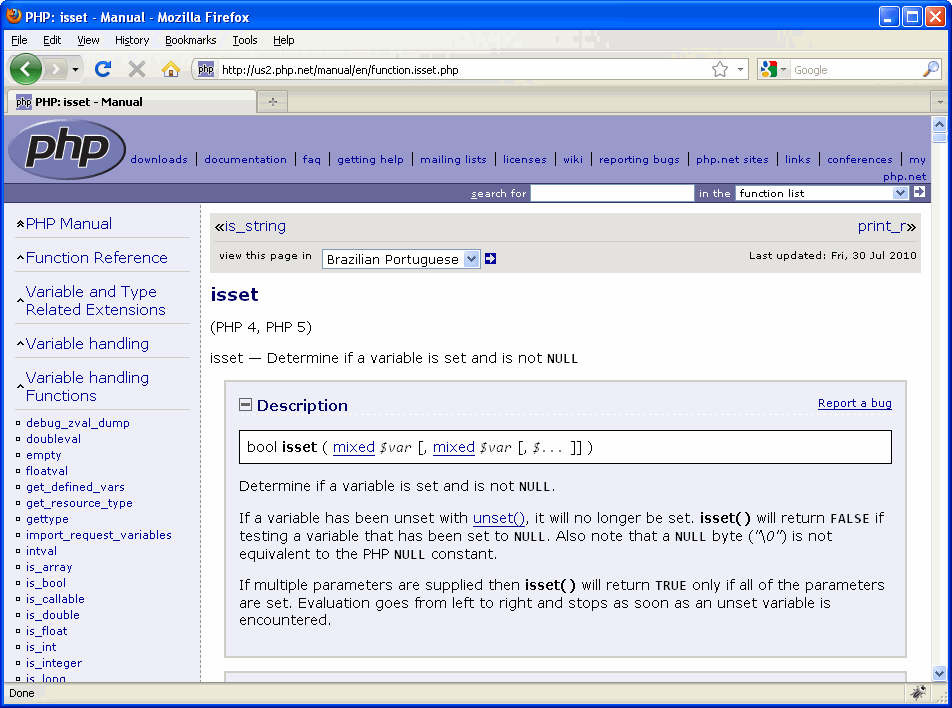 PHP: isset - Manual - Mozilla Firefox
File Edit View History Bookmarks Tools Help
php http://us2.php.net/manual/en/function.isset.php Google
php PHP: isset - Manual
php downloads | documentation | faq | getting help | mailing lists | licenses | wiki | reporting bugs | php.net sites | links | conferences | my
php.net
search for in the function list
PHP Manual
Function Reference
Variable and Type
Related Extensions
Variable handling
Variable handling
Functions
debug_zval_dump
doubleval
empty
floatval
get_defined_vars
get_resource_type
gettype
import_request_variables
intval
is_array
is_bool
is_callable
is_double
is_float
is_int
is_integer
is_long
«is_string print_r»
view this page in Brazilian Portuguese Last updated: Fri, 30 Jul 2010
isset
(PHP 4, PHP 5)
isset — Determine if a variable is set and is not NULL
Description Report a bug
bool isset ( mixed $var [, mixed $var [, $... ]] )
Determine if a variable is set and is not NULL.
If a variable has been unset with unset(), it will no longer be set. isset() will return FALSE if
testing a variable that has been set to NULL. Also note that a NULL byte ("\0") is not
equivalent to the PHP NULL constant.
If multiple parameters are supplied then isset() will return TRUE only if all of the parameters
are set. Evaluation goes from left to right and stops as soon as an unset variable is
encountered.
Done